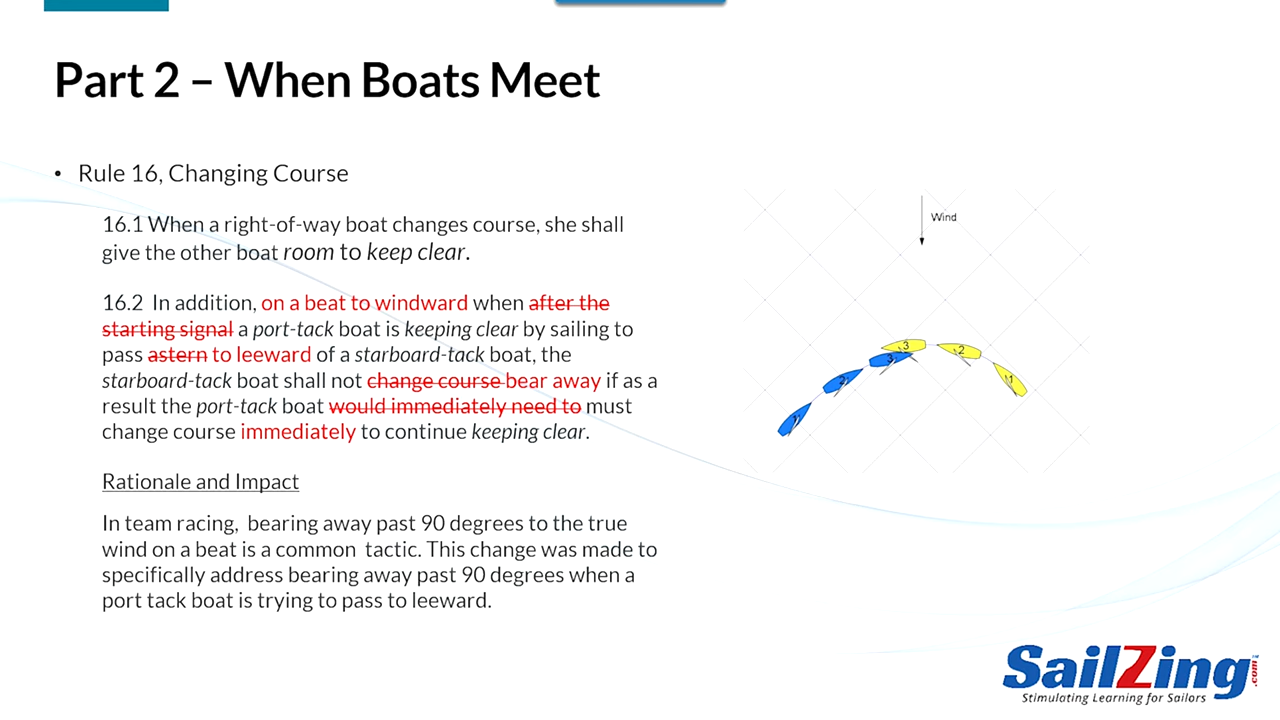 Part 2 – When Boats Meet
• Rule 16, Changing Course
16.1 When a right-of-way boat changes course, she shall
give the other boat room to keep clear.
16.2 In addition, on a beat to windward when after the
starting signal a port-tack boat is keeping clear by sailing to
pass astern to leeward of a starboard-tack boat, the
starboard-tack boat shall not change course bear away if as a
result the port-tack boat would immediately need to must
change course immediately to continue keeping clear.
Rationale and Impact
In team racing, bearing away past 90 degrees to the true
wind on a beat is a common tactic. This change was made to
specifically address bearing away past 90 degrees when a
port tack boat is trying to pass to leeward.
Wind
3
2
3
2
1
1
SailZing.com
Stimulating Learning for Sailors